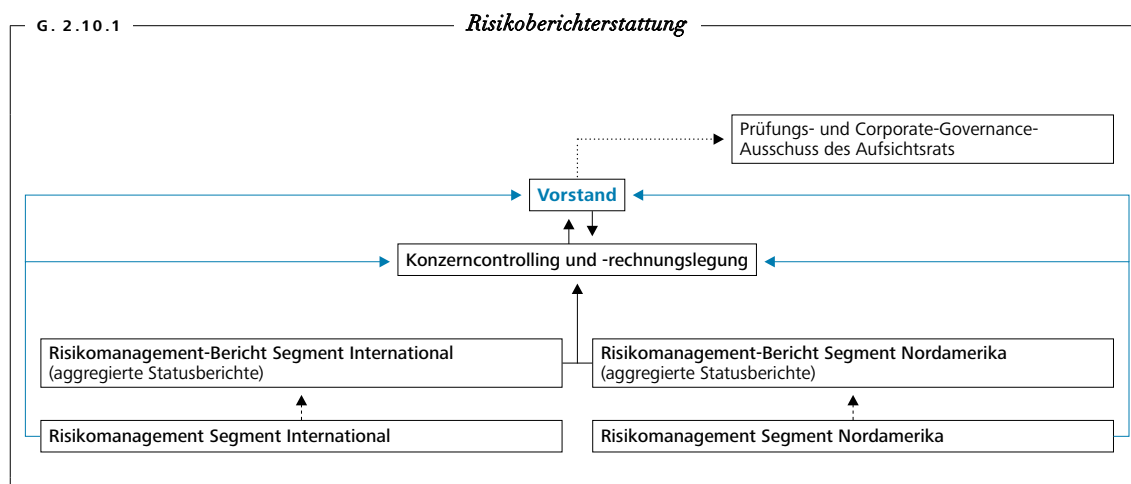 G. 2.10.1
Risikoberichterstattung
Prüfungs- und Corporate-Governance-
Ausschuss des Aufsichtsrats
Vorstand
Konzerncontrolling und -rechnungslegung
Risikomanagement-Bericht Segment International
(aggregierte Statusberichte)
Risikomanagement-Bericht Segment Nordamerika
(aggregierte Statusberichte)
Risikomanagement Segment International
Risikomanagement Segment Nordamerika